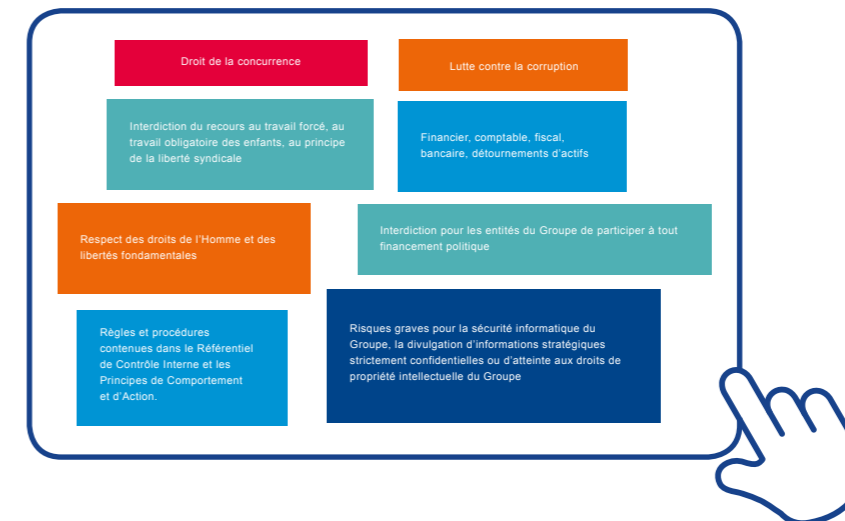 Droit de la concurrence
Lutte contre la corruption
Interdiction du recours au travail forcé, au
travail obligatoire des enfants, au principe
de la liberté syndicale
Financier, comptable, fiscal,
bancaire, détournements d'actifs
Respect des droits de l'Homme et des
libertés fondamentales
Interdiction pour les entités du Groupe de participer à tout
financement politique
Règles et procédures
contenues dans le Référentiel
de Contrôle Interne et les
Principes de Comportement
et d'Action.
Risques graves pour la sécurité informatique du
Groupe, la divulgation d'informations stratégiques
strictement confidentielles ou d'atteinte aux droits de
propriété intellectuelle du Groupe